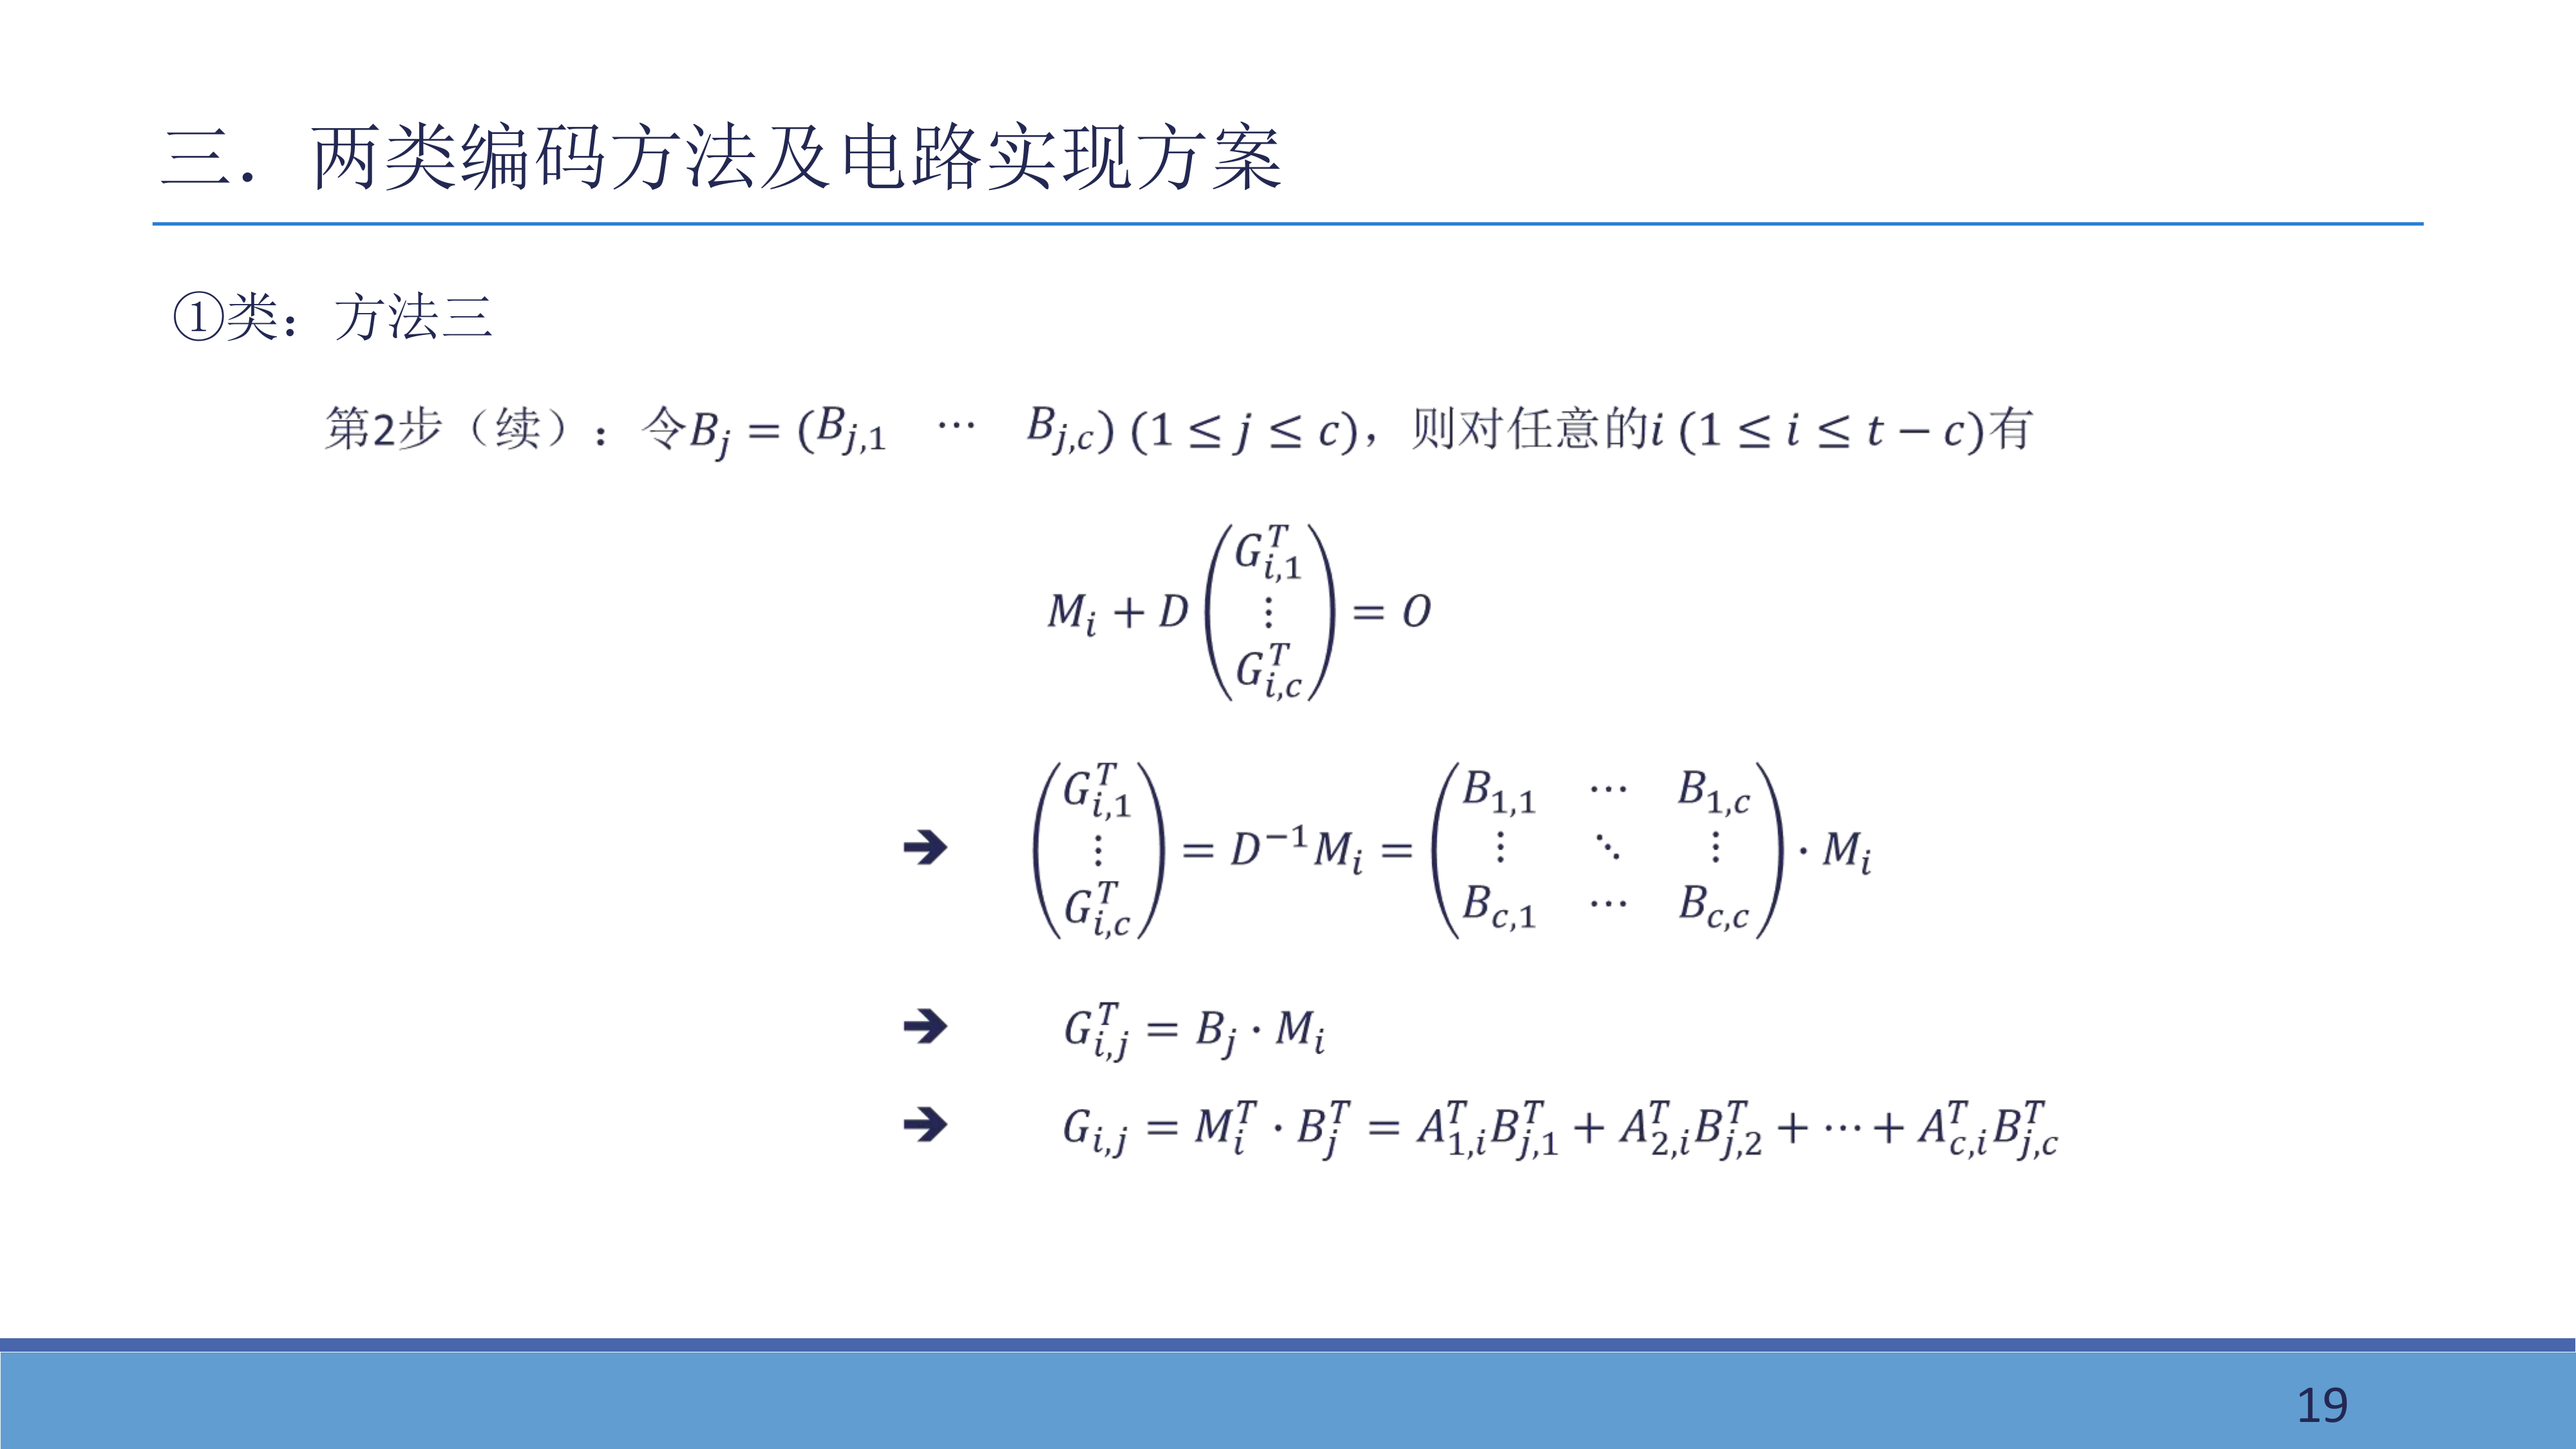 三．两类编码方法及电路实现方案
①类：方法三
第2步（续）：令$B_j = (B_{j,1} \quad \cdots \quad B_{j,c})\ (1 \le j \le c)$，则对任意的$i\ (1 \le i \le t - c)$有
$M_i + D \begin{pmatrix} G_{i,1}^T \\ \vdots \\ G_{i,c}^T \end{pmatrix} = O$
➔ $\begin{pmatrix} G_{i,1}^T \\ \vdots \\ G_{i,c}^T \end{pmatrix} = D^{-1} M_i = \begin{pmatrix} B_{1,1} & \cdots & B_{1,c} \\ \vdots & \ddots & \vdots \\ B_{c,1} & \cdots & B_{c,c} \end{pmatrix} \cdot M_i$
➔ $G_{i,j}^T = B_j \cdot M_i$
➔ $G_{i,j} = M_i^T \cdot B_j^T = A_{1,i}^T B_{j,1}^T + A_{2,i}^T B_{j,2}^T + \cdots + A_{c,i}^T B_{j,c}^T$
19